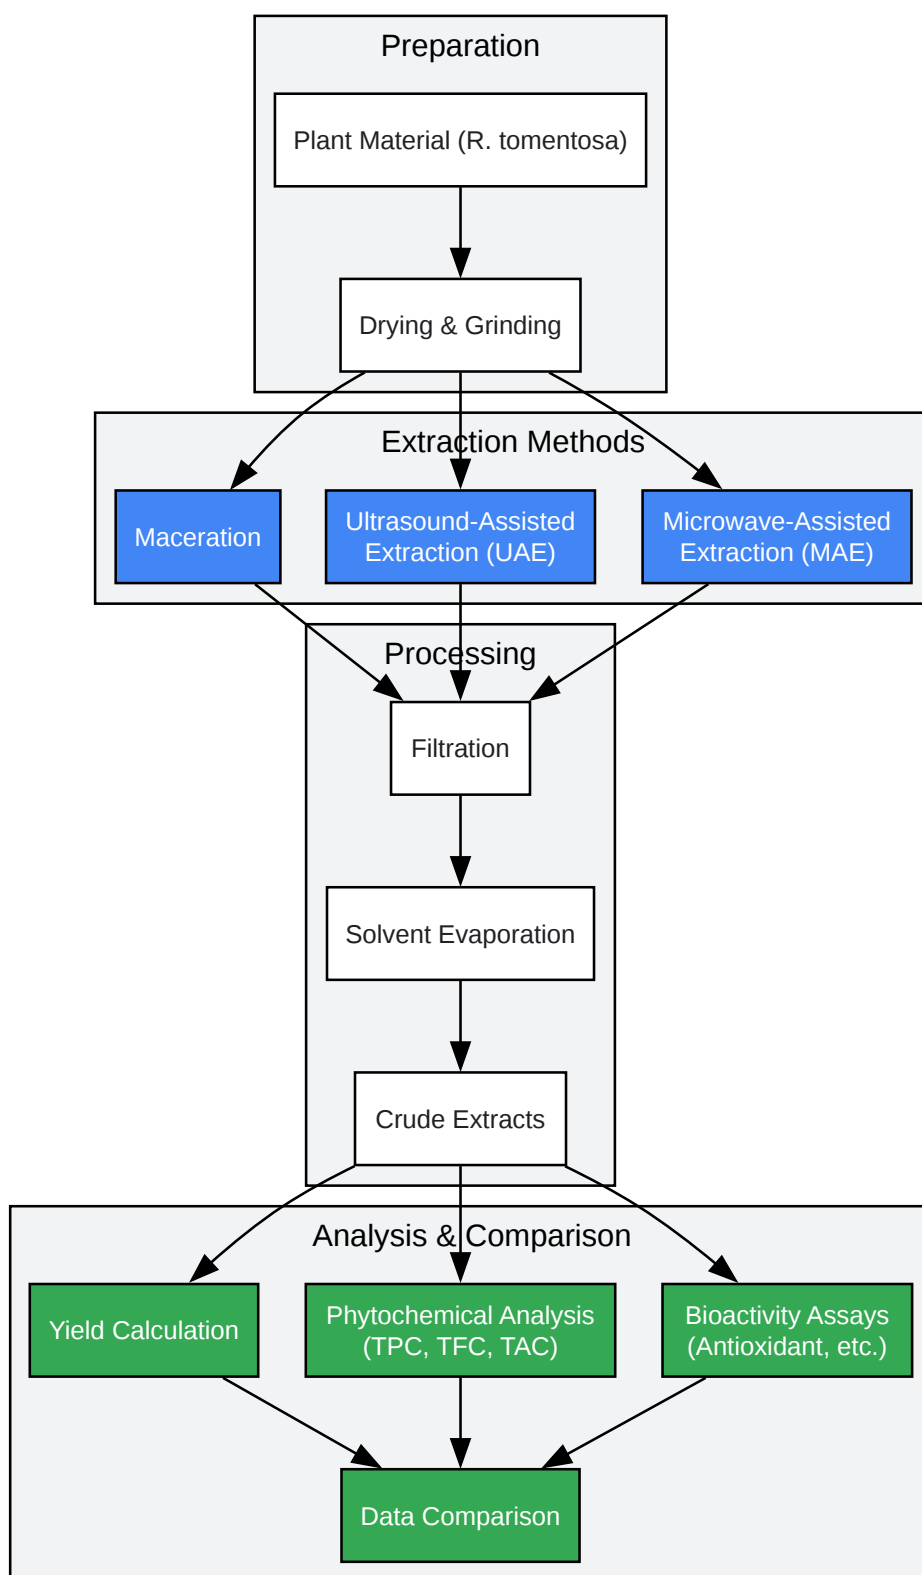 Preparation
Plant Material (R. tomentosa)
Drying & Grinding
Extraction Methods
Maceration
Ultrasound-Assisted
Extraction (UAE)
Microwave-Assisted
Extraction (MAE)
Processing
Filtration
Solvent Evaporation
Crude Extracts
Analysis & Comparison
Yield Calculation
Phytochemical Analysis
(TPC, TFC, TAC)
Bioactivity Assays
(Antioxidant, etc.)
Data Comparison